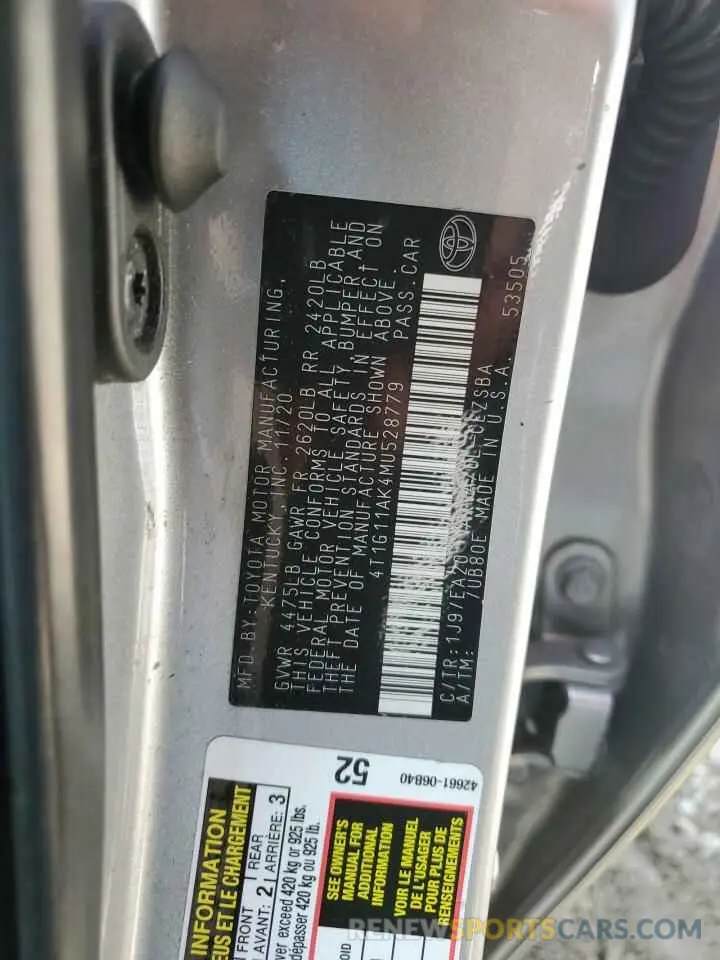 MFD.BY:TOYOTA MOTOR MANUFACTURING,
KENTUCKY, INC. 11/20
GVWR 4475LB GAWR FR 2620LB RR 2420LB
THIS VEHICLE CONFORMS TO ALL APPLICABLE
FEDERAL MOTOR VEHICLE SAFETY, BUMPER, AND
THEFT PREVENTION STANDARDS IN EFFECT ON
THE DATE OF MANUFACTURE SHOWN ABOVE.
4T1G11AK4MU528779 PASS.CAR
C/TR:1J9/EA20
A/TM: 7UB80E MADE IN U.S.A. 53505
52
42661-06840
INFORMATION
EUS ET LE CHARGEMENT
FRONT 2 REAR 3
AVANT: ARRIÈRE:
ver exceed 420 kg or 925 lbs.
dépasser 420 kg ou 925 lb.
SEE OWNER'S
MANUAL FOR
ADDITIONAL
INFORMATION
VOIR LE MANUEL
DE L'USAGER
POUR PLUS DE
RENSEIGNEMENTS
OID
RENEWSPORTSCARS.COM